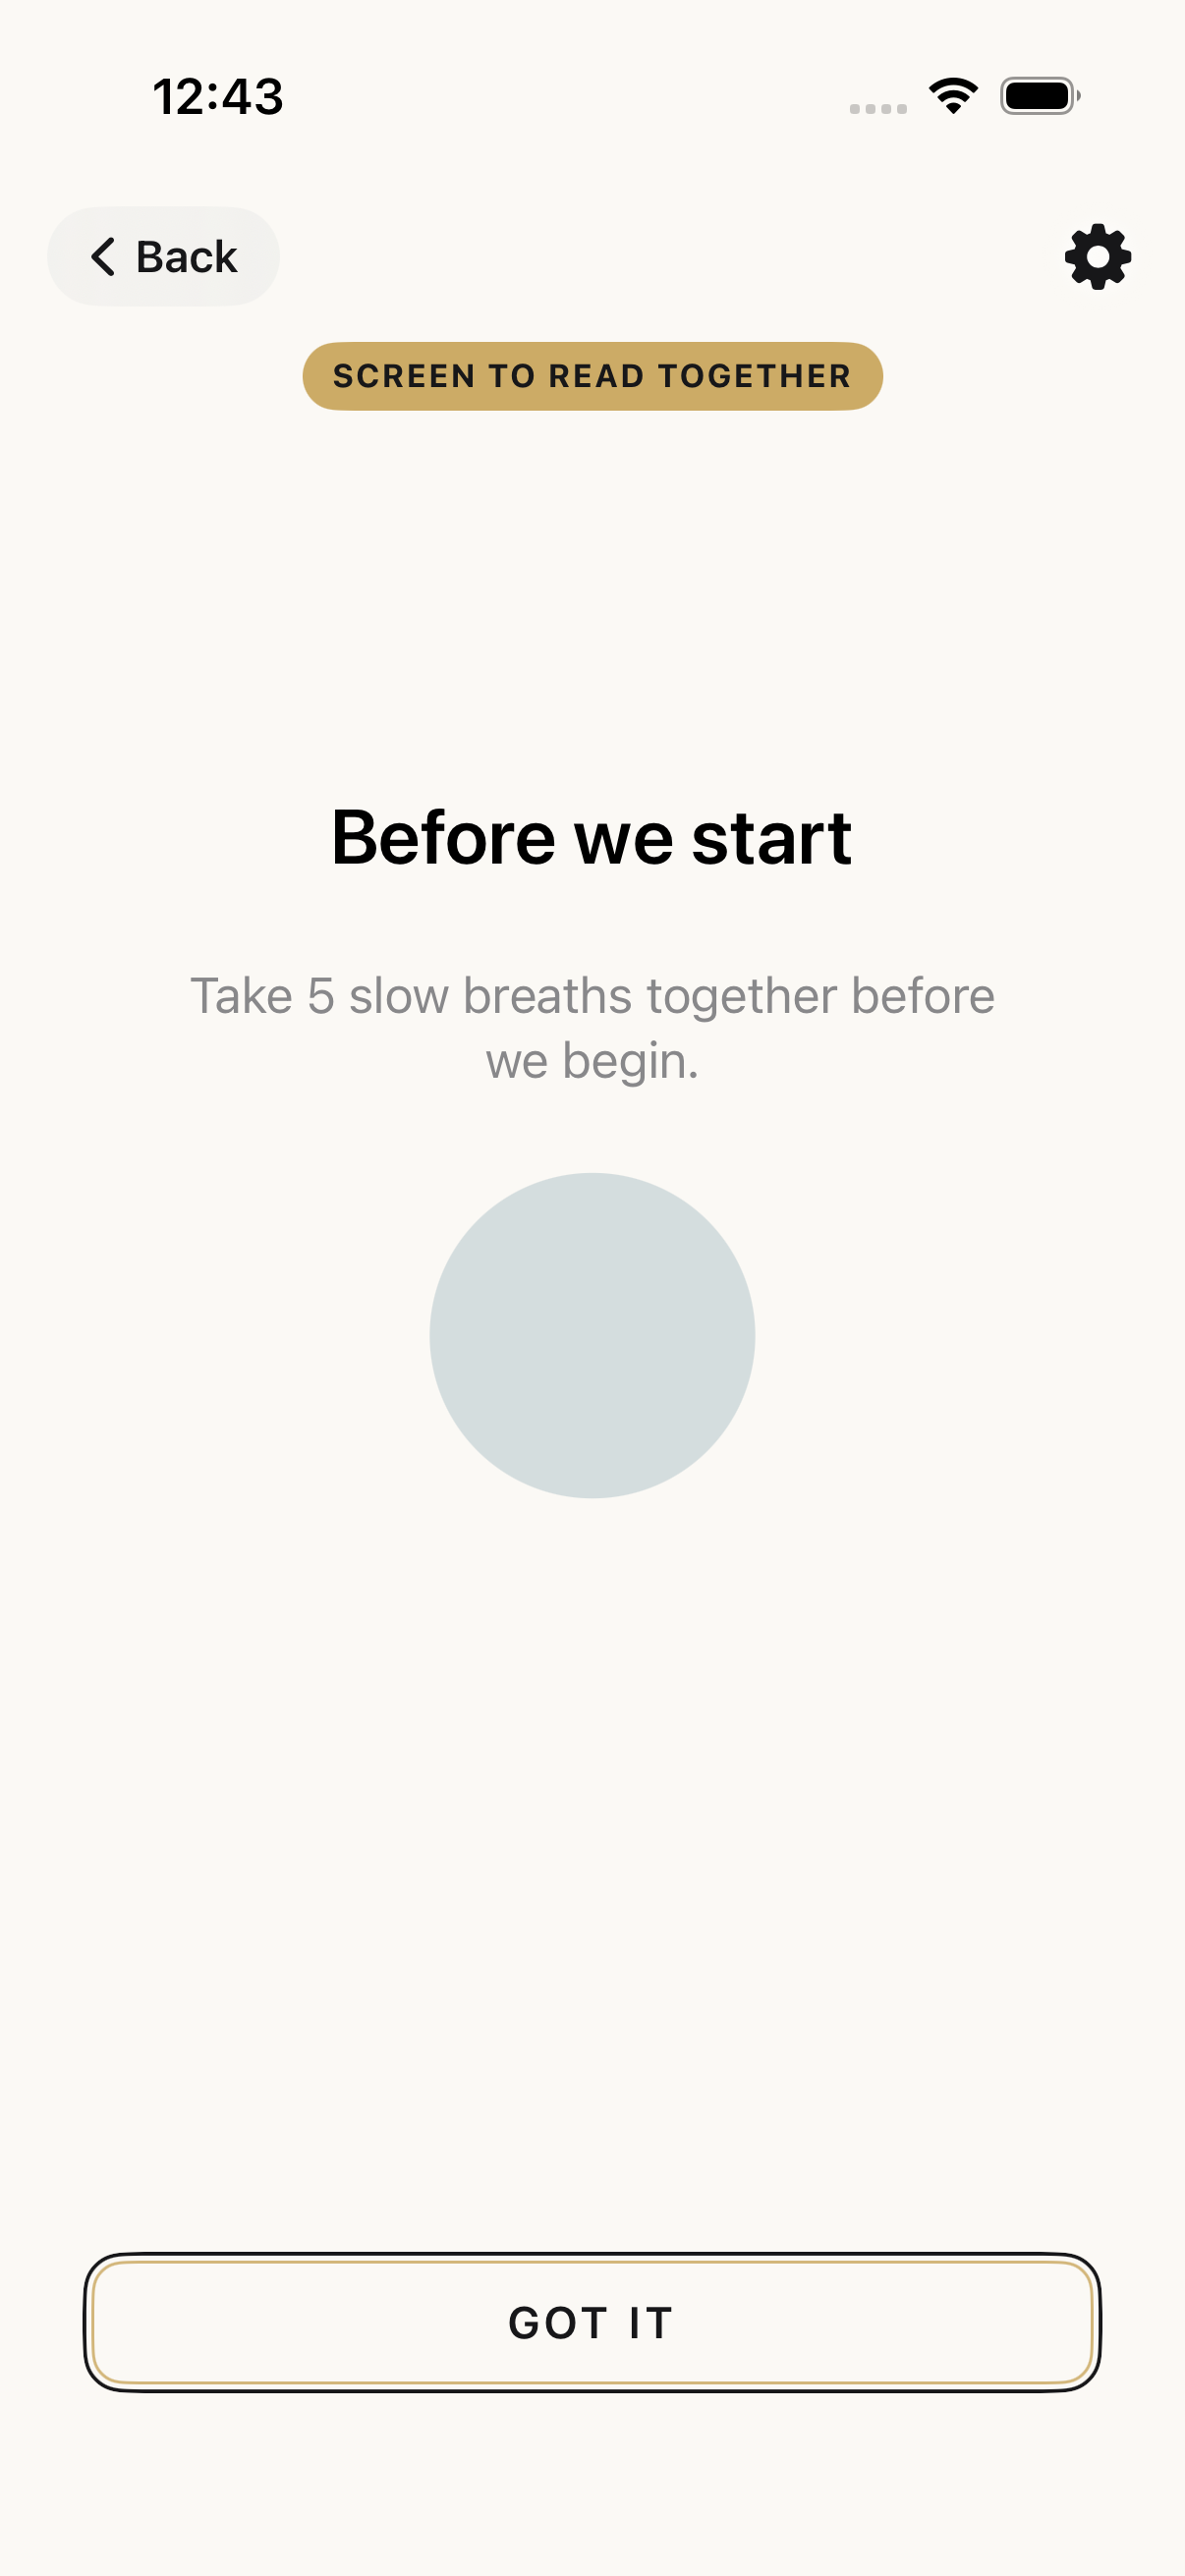 12:43
Back
SCREEN TO READ TOGETHER
Before we start
Take 5 slow breaths together before
we begin.
GOT IT